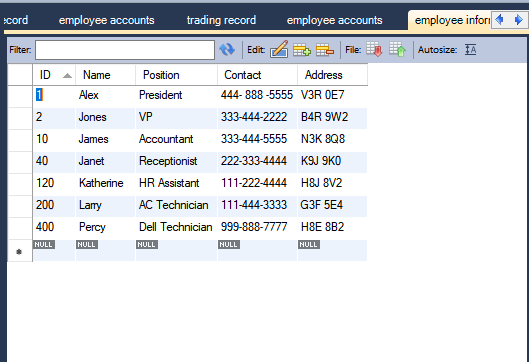 ecord employee accounts trading record employee accounts employee inforr
Filter: Edit: File: Autosize:
ID Name Position Contact Address
1 Alex President 444- 888 -5555 V3R 0E7
2 Jones VP 333-444-2222 B4R 9W2
10 James Accountant 333-444-5555 N3K 8Q8
40 Janet Receptionist 222-333-4444 K9J 9K0
120 Katherine HR Assistant 111-222-4444 H8J 8V2
200 Larry AC Technician 111-444-3333 G3F 5E4
400 Percy Dell Technician 999-888-7777 H8E 8B2
NULL NULL NULL NULL NULL